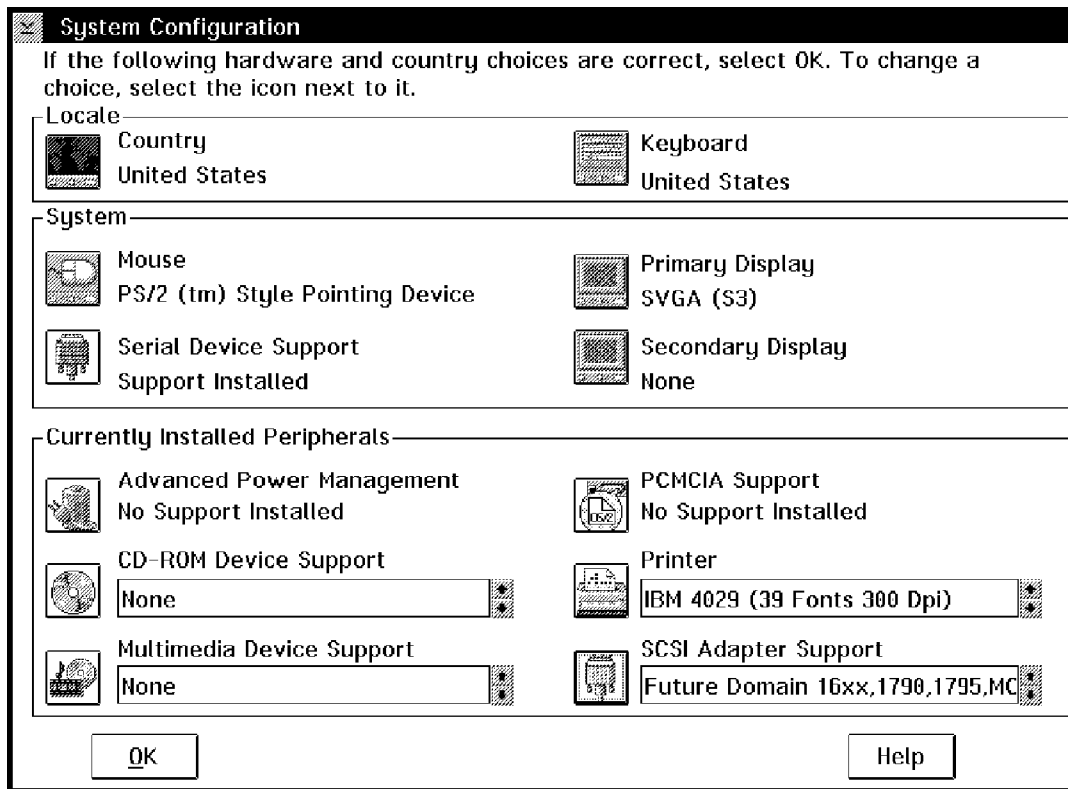 System Configuration
If the following hardware and country choices are correct, select OK. To change a
choice, select the icon next to it.
Locale
Country
United States
Keyboard
United States
System
Mouse
PS/2 (tm) Style Pointing Device
Primary Display
SVGA (S3)
Serial Device Support
Support Installed
Secondary Display
None
Currently Installed Peripherals
Advanced Power Management
No Support Installed
PCMCIA Support
No Support Installed
OS/2
CD-ROM Device Support
None
Printer
IBM 4029 (39 Fonts 300 Dpi)
Multimedia Device Support
None
SCSI Adapter Support
Future Domain 16xx,1790,1795,MC
OK
Help